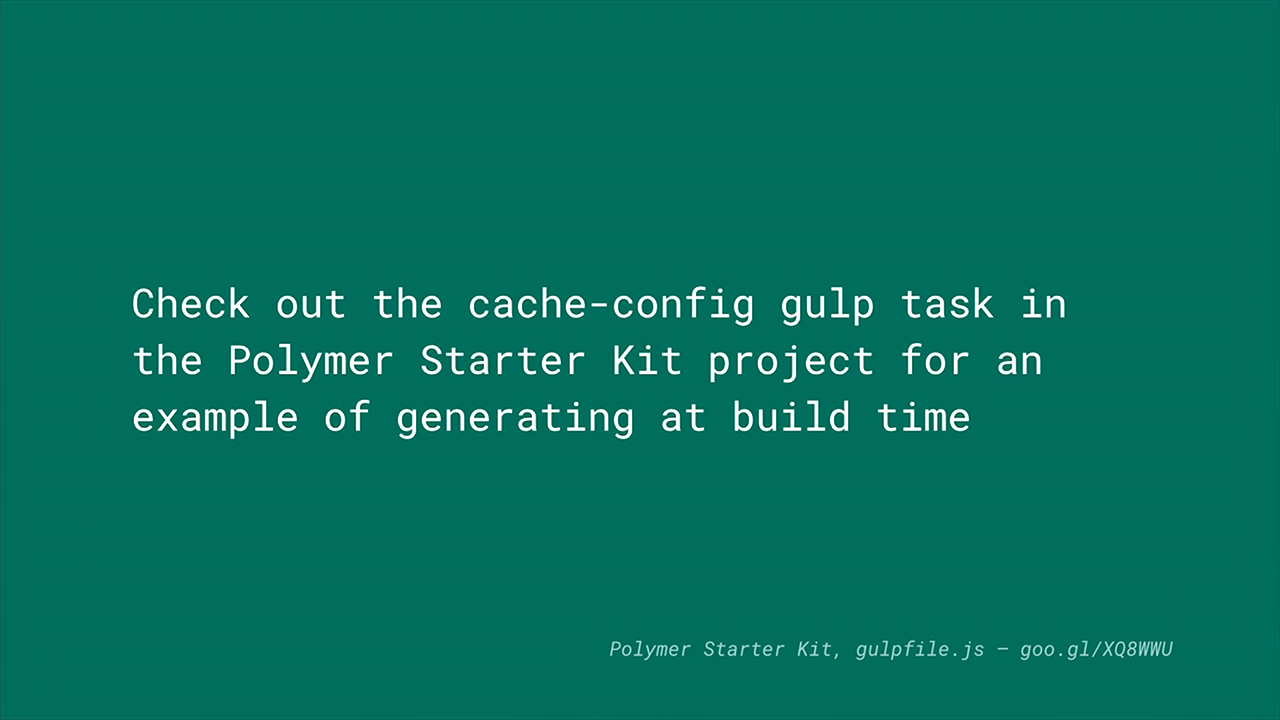 Check out the cache-config gulp task in
the Polymer Starter Kit project for an
example of generating at build time
Polymer Starter Kit, gulpfile.js – goo.gl/XQ8WWU